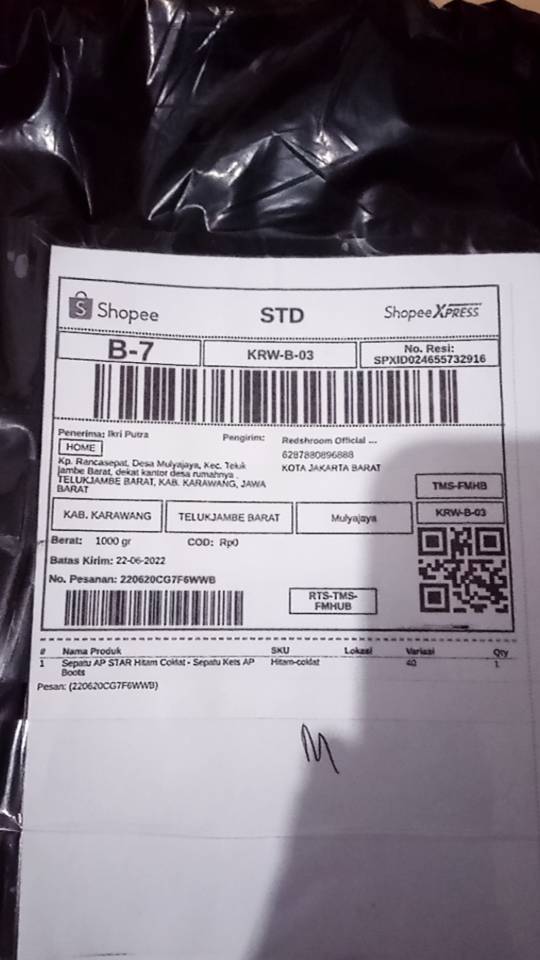 Shopee
STD
Shopee XPRESS
B-7
KRW-B-03
No. Resi:
SPXID024655732916
Penerima: Ikri Putra
Pengirim:
Redshroom Official ...
HOME
6287880896888
KOTA JAKARTA BARAT
Kp. Rancasepat, Desa Mulyajaya, Kec. Teluk
jambe Barat, dekat kantor desa rumahnya .
TELUKJAMBE BARAT, KAB. KARAWANG, JAWA
BARAT
TMS-FMHB
KAB. KARAWANG
TELUKJAMBE BARAT
Mulyajaya
KRW-B-03
Berat: 1000 gr
COD: Rp0
Batas Kirim: 22-06-2022
No. Pesanan: 220620CG7F6WWB
RTS-TMS-
FMHUB
# Nama Produk SKU Lokasi Variasi Qty
1 Sepatu AP STAR Hitam Coklat - Sepatu Kets AP Hitam-coklat 40 1
Boots
Pesan: (220620CG7F6WWB)
M